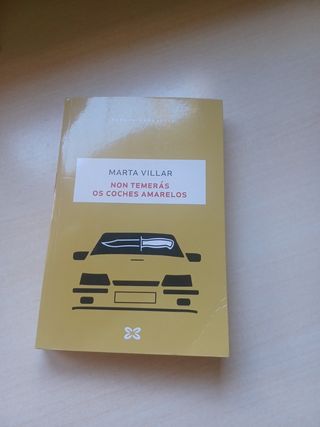 MARTA VILLAR
NON TEMERÁS
OS COCHES AMARELOS